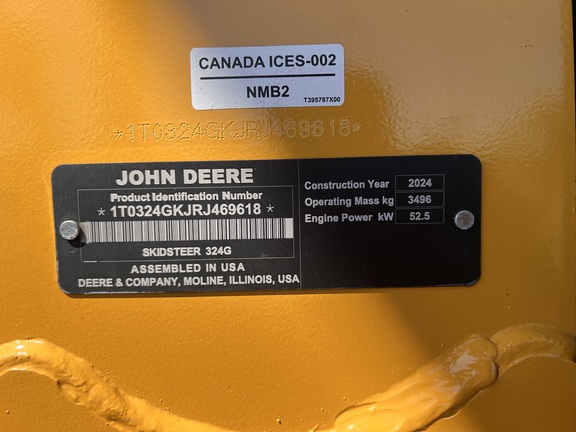 CANADA ICES-002
NMB2
T395787X00
*1T0324GKJRJ469618*
JOHN DEERE
Product Identification Number
* 1T0324GKJRJ469618 *
SKIDSTEER 324G
ASSEMBLED IN USA
DEERE & COMPANY, MOLINE, ILLINOIS, USA
Construction Year 2024
Operating Mass kg 3496
Engine Power kW 52.5